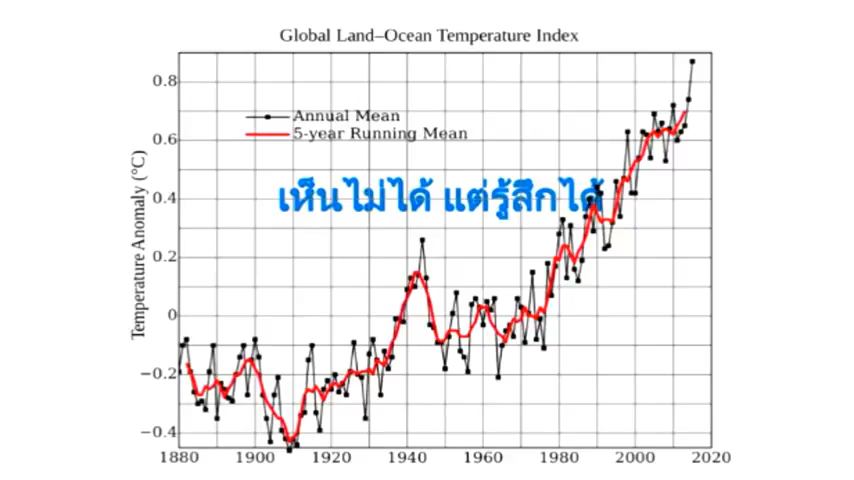 Global Land–Ocean Temperature Index
0.8
Annual Mean
5-year Running Mean
0.6
เห็นไม่ได้ แต่รู้สึกได้
0.4
Temperature Anomaly (°C)
0.2
0
−0.2
−0.4
1880 1900 1920 1940 1960 1980 2000 2020